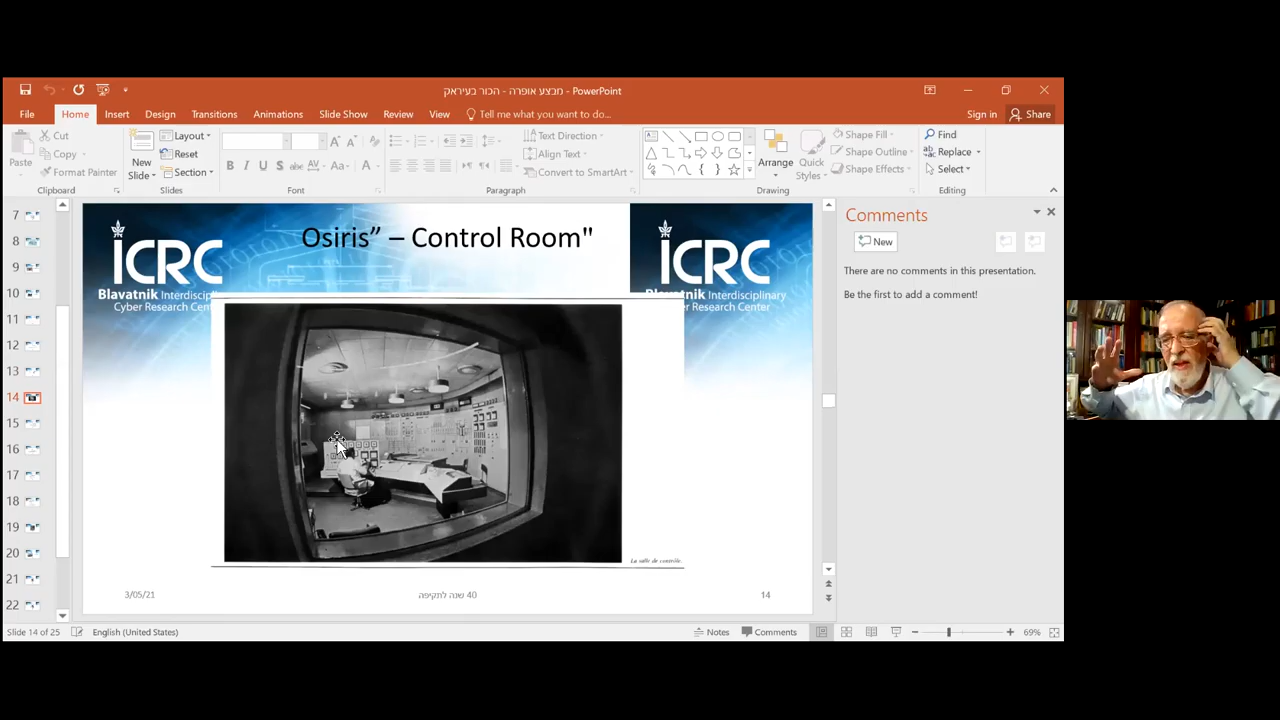 מבצע אופרה - הכור בעיראק - PowerPoint
File Home Insert Design Transitions Animations Slide Show Review View Tell me what you want to do... Sign in Share
Paste
Cut
Copy
Format Painter
Clipboard
New Slide
Layout
Reset
Section
Slides
Font
Text Direction
Align Text
Convert to SmartArt
Paragraph
Arrange
Quick Styles
Shape Fill
Shape Outline
Shape Effects
Drawing
Find
Replace
Select
Editing
7
8
9
10
11
12
13
14
15
16
17
18
19
20
21
22
ICRC
Blavatnik
Cyber Research
Osiris” – Control Room"
ICRC
Blavatnik Interdisciplinary
Cyber Research Center
La salle de contrôle.
3/05/21
40 שנה לתקיפה
14
Comments
New
There are no comments in this presentation.
Be the first to add a comment!
Slide 14 of 25 English (United States) Notes Comments 69%